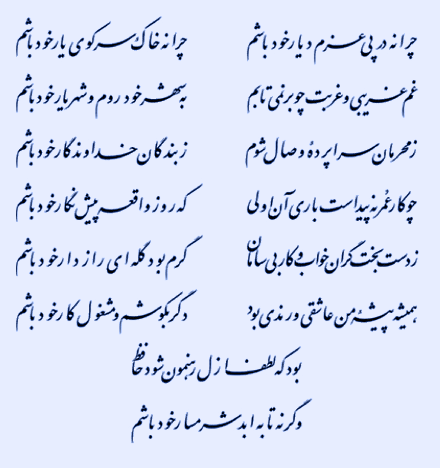 چرا نه در پی عزم دیار خود باشم
چرا نه خاک سر کوی یار خود باشم
غم غریبی و غربت چو بر نمی تابم
به شهر خود روم و شهریار خود باشم
ز محرمان سراپرده وصال شوم
ز بندگان خداوندگار خود باشم
چو کار عمر نه پیداست باری آن اولی
که روز واقعه پیش نگار خود باشم
ز دست بخت گران خواب و کار بی سامان
گرم بود گله ای رازدار خود باشم
همیشه پیشه من عاشقی و رندی بود
دگر بکوشم و مشغول کار خود باشم
بود که لطف ازل رهنمون شود حافظ
وگرنه تا به ابد شرمسار خود باشم